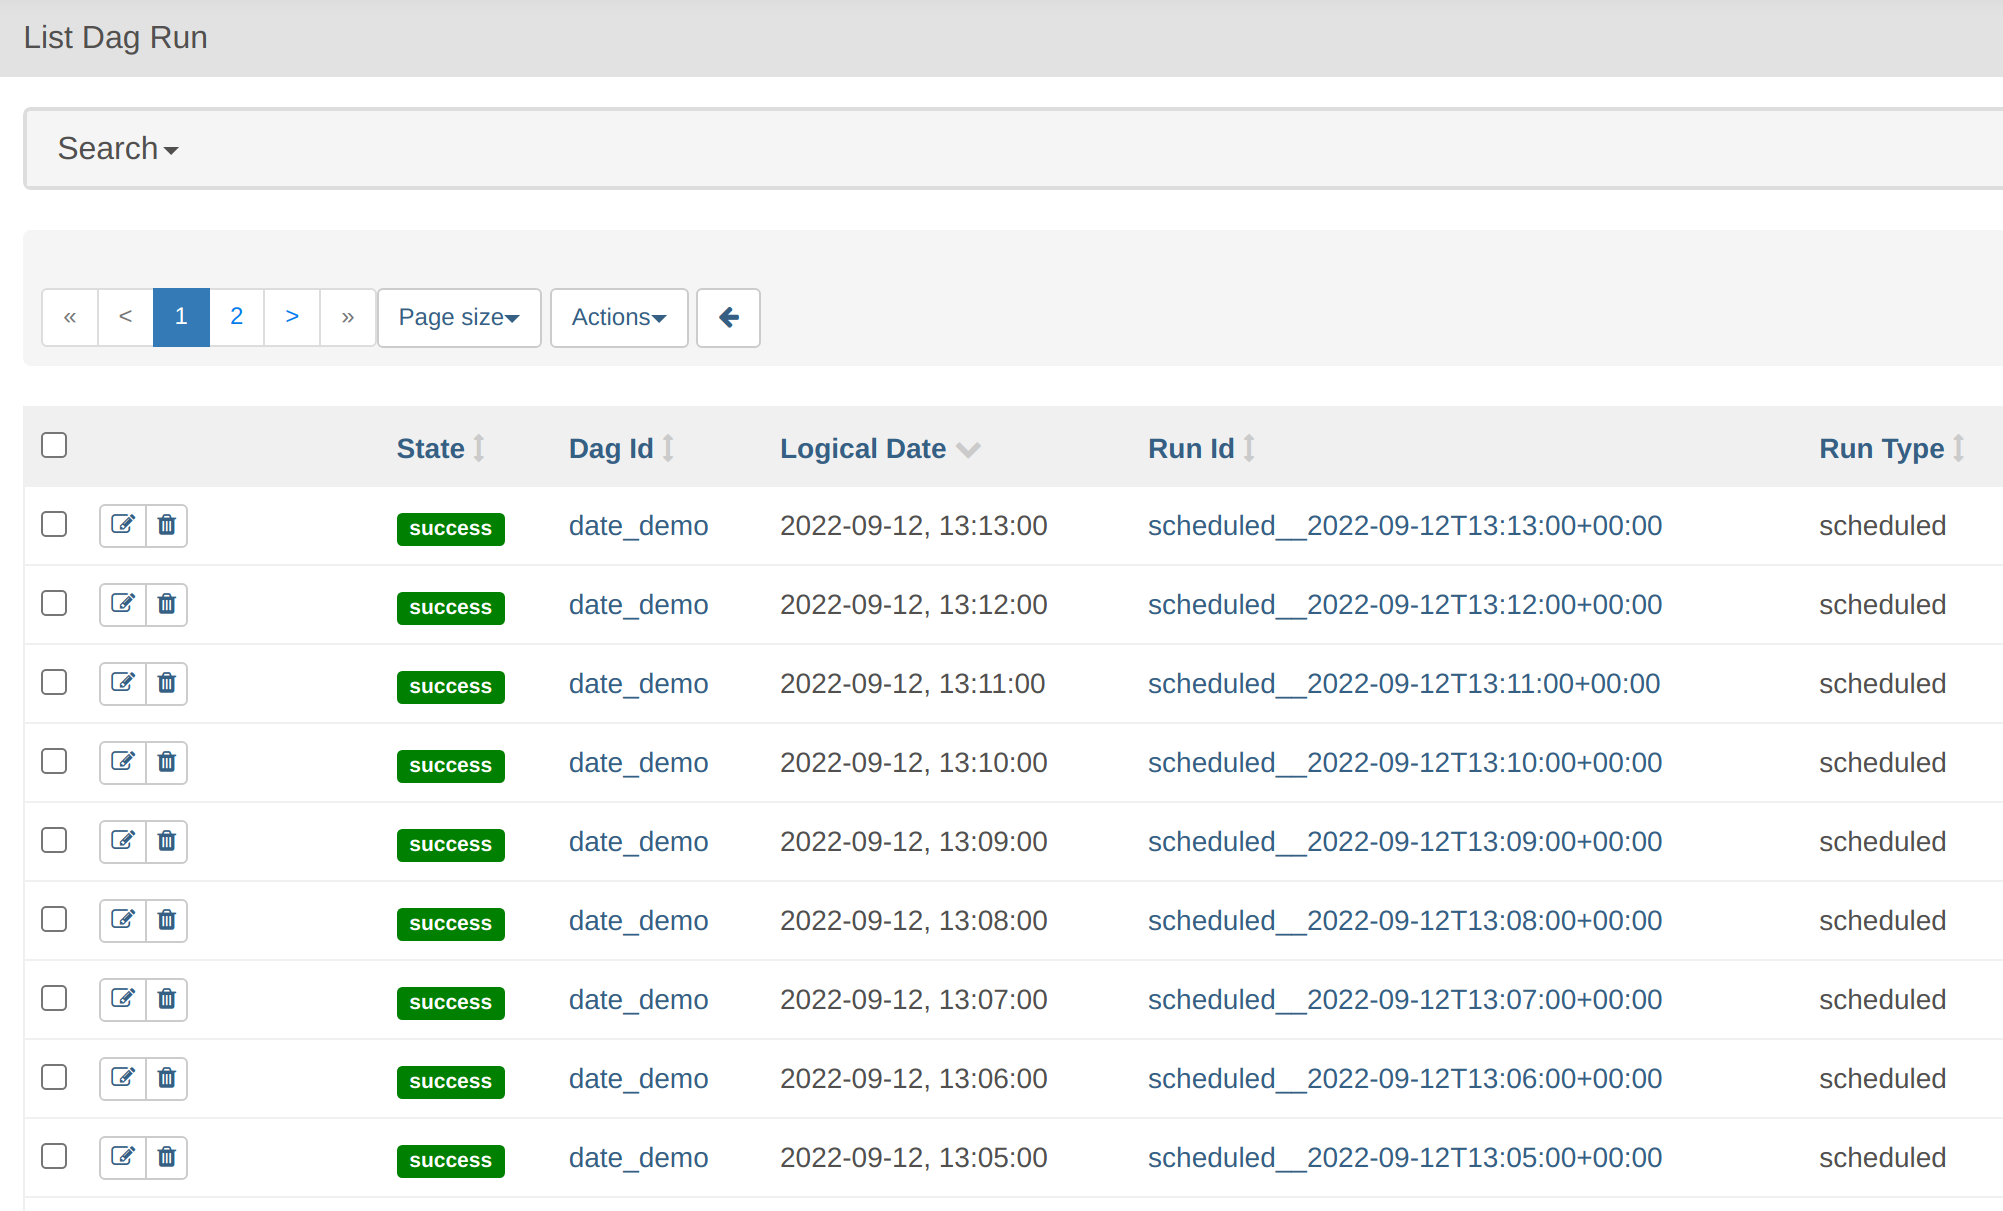 List Dag Run
Search
« < 1 2 > » Page size Actions
State Dag Id Logical Date Run Id Run Type
success date_demo 2022-09-12, 13:13:00 scheduled__2022-09-12T13:13:00+00:00 scheduled
success date_demo 2022-09-12, 13:12:00 scheduled__2022-09-12T13:12:00+00:00 scheduled
success date_demo 2022-09-12, 13:11:00 scheduled__2022-09-12T13:11:00+00:00 scheduled
success date_demo 2022-09-12, 13:10:00 scheduled__2022-09-12T13:10:00+00:00 scheduled
success date_demo 2022-09-12, 13:09:00 scheduled__2022-09-12T13:09:00+00:00 scheduled
success date_demo 2022-09-12, 13:08:00 scheduled__2022-09-12T13:08:00+00:00 scheduled
success date_demo 2022-09-12, 13:07:00 scheduled__2022-09-12T13:07:00+00:00 scheduled
success date_demo 2022-09-12, 13:06:00 scheduled__2022-09-12T13:06:00+00:00 scheduled
success date_demo 2022-09-12, 13:05:00 scheduled__2022-09-12T13:05:00+00:00 scheduled